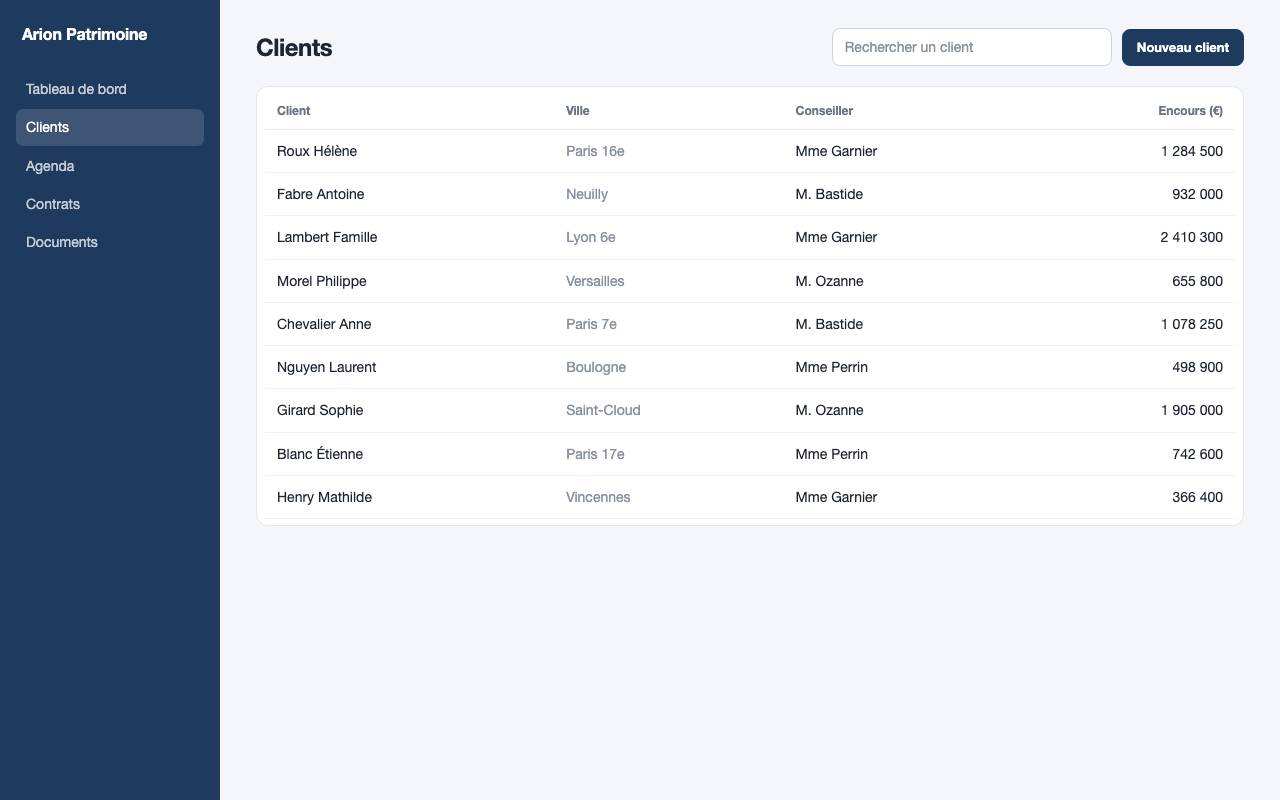 Arion Patrimoine
Tableau de bord
Clients
Agenda
Contrats
Documents
Clients
Rechercher un client
Nouveau client
Client Ville Conseiller Encours (€)
Roux Hélène Paris 16e Mme Garnier 1 284 500
Fabre Antoine Neuilly M. Bastide 932 000
Lambert Famille Lyon 6e Mme Garnier 2 410 300
Morel Philippe Versailles M. Ozanne 655 800
Chevalier Anne Paris 7e M. Bastide 1 078 250
Nguyen Laurent Boulogne Mme Perrin 498 900
Girard Sophie Saint-Cloud M. Ozanne 1 905 000
Blanc Étienne Paris 17e Mme Perrin 742 600
Henry Mathilde Vincennes Mme Garnier 366 400